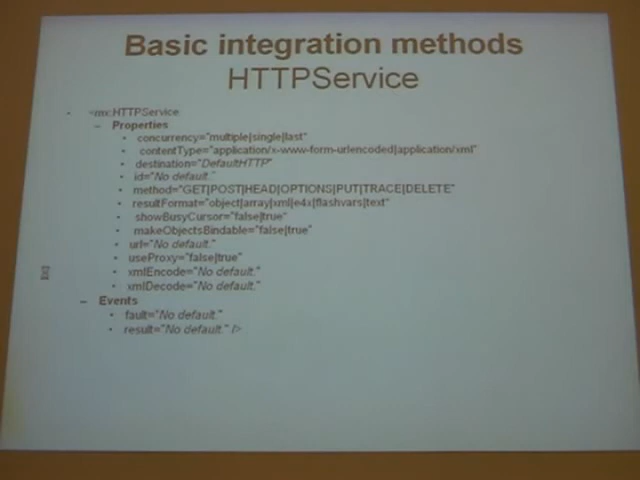 Basic integration methods
HTTPService
• <mx:HTTPService
– Properties
• concurrency="multiple|single|last"
• contentType="application/x-www-form-urlencoded|application/xml"
• destination="DefaultHTTP"
• id="No default."
• method="GET|POST|HEAD|OPTIONS|PUT|TRACE|DELETE"
• resultFormat="object|array|xml|e4x|flashvars|text"
• showBusyCursor="false|true"
• makeObjectsBindable="false|true"
• url="No default."
• useProxy="false|true"
• xmlEncode="No default."
• xmlDecode="No default."
– Events
• fault="No default."
• result="No default." />